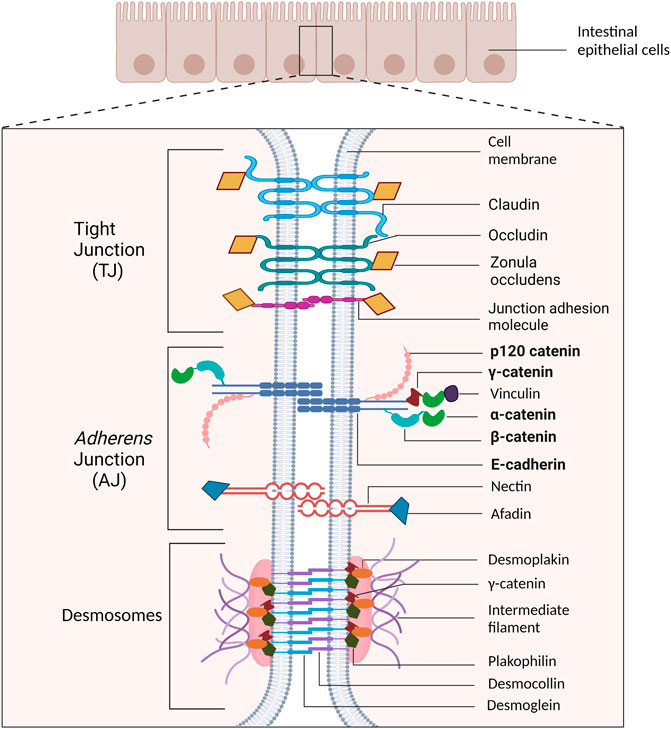 Intestinal
epithelial cells
Cell
membrane
Claudin
Occludin
Zonula
occludens
Junction adhesion
molecule
Tight
Junction
(TJ)
p120 catenin
γ-catenin
Vinculin
α-catenin
β-catenin
E-cadherin
Nectin
Afadin
Adherens
Junction
(AJ)
Desmoplakin
γ-catenin
Intermediate
filament
Plakophilin
Desmocollin
Desmoglein
Desmosomes